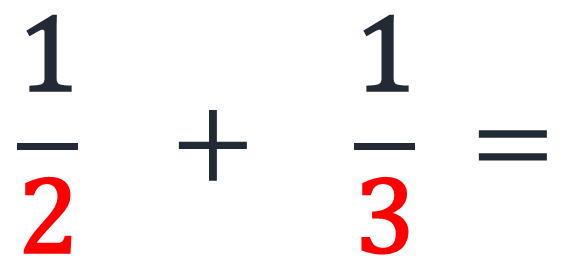 1/2 + 1/3 =